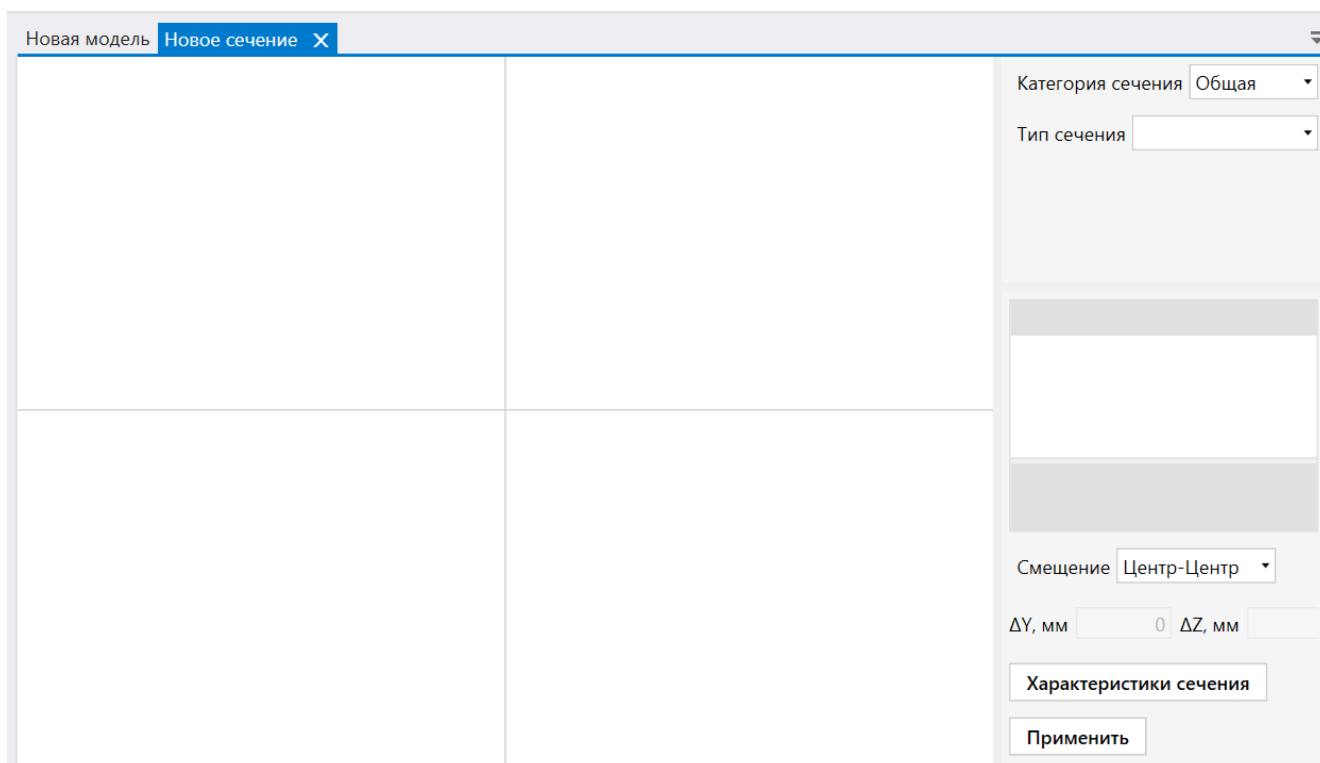 Новая модель Новое сечение X
Категория сечения Общая
Тип сечения
Смещение Центр-Центр
ΔY, мм 0 ΔZ, мм
Характеристики сечения
Применить